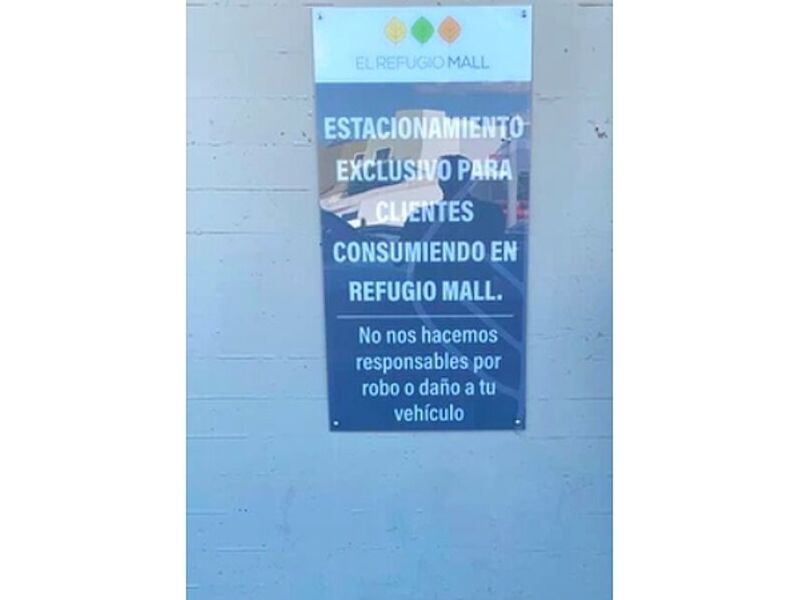 EL REFUGIO MALL
ESTACIONAMIENTO
EXCLUSIVO PARA
CLIENTES
CONSUMIENDO EN
REFUGIO MALL.
No nos hacemos
responsables por
robo o daño a tu
vehículo